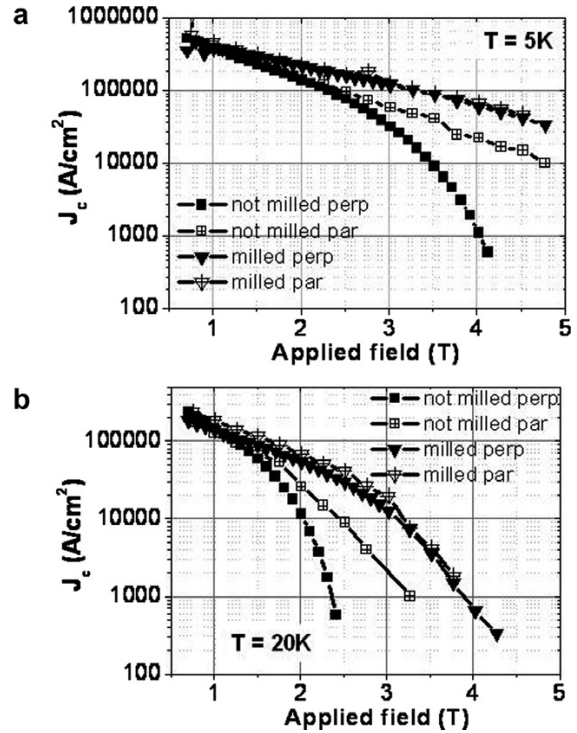 a
1000000
T = 5K
100000
10000
1000
100
J_c (A/cm²)
not milled perp
not milled par
milled perp
milled par
1 2 3 4 5
Applied field (T)
b
not milled perp
not milled par
milled perp
milled par
100000
10000
1000
100
J_c (A/cm²)
T = 20K
1 2 3 4 5
Applied field (T)